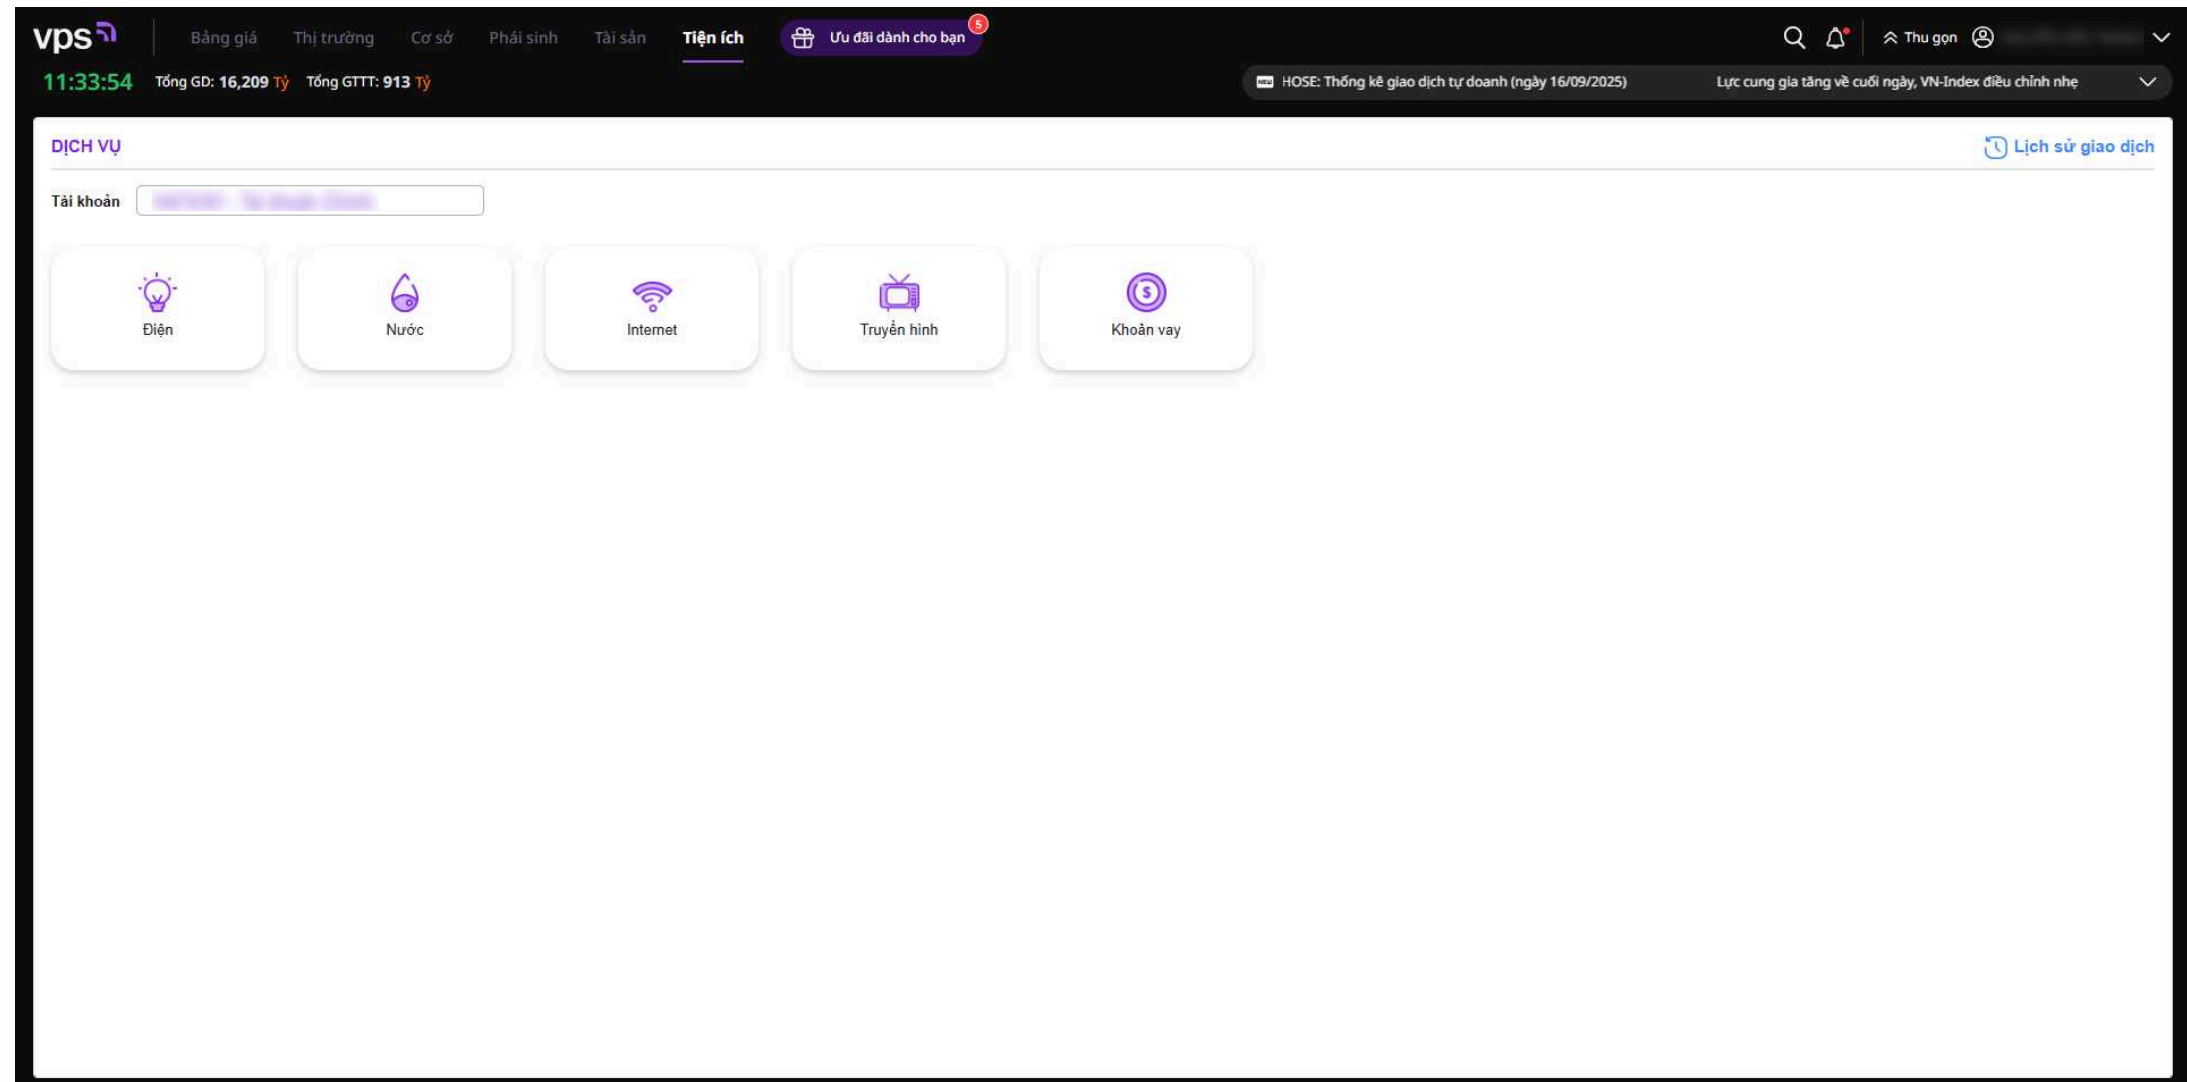 vps Bảng giá Thị trường Cơ sở Phái sinh Tài sản Tiện ích Ưu đãi dành cho bạn 5 Thu gọn
11:33:54 Tổng GD: 16,209 Tỷ Tổng GTTT: 913 Tỷ NEW HOSE: Thống kê giao dịch tự doanh (ngày 16/09/2025) Lực cung gia tăng về cuối ngày, VN-Index điều chỉnh nhẹ
DỊCH VỤ Lịch sử giao dịch
Tài khoản
Điện Nước Internet Truyền hình Khoản vay